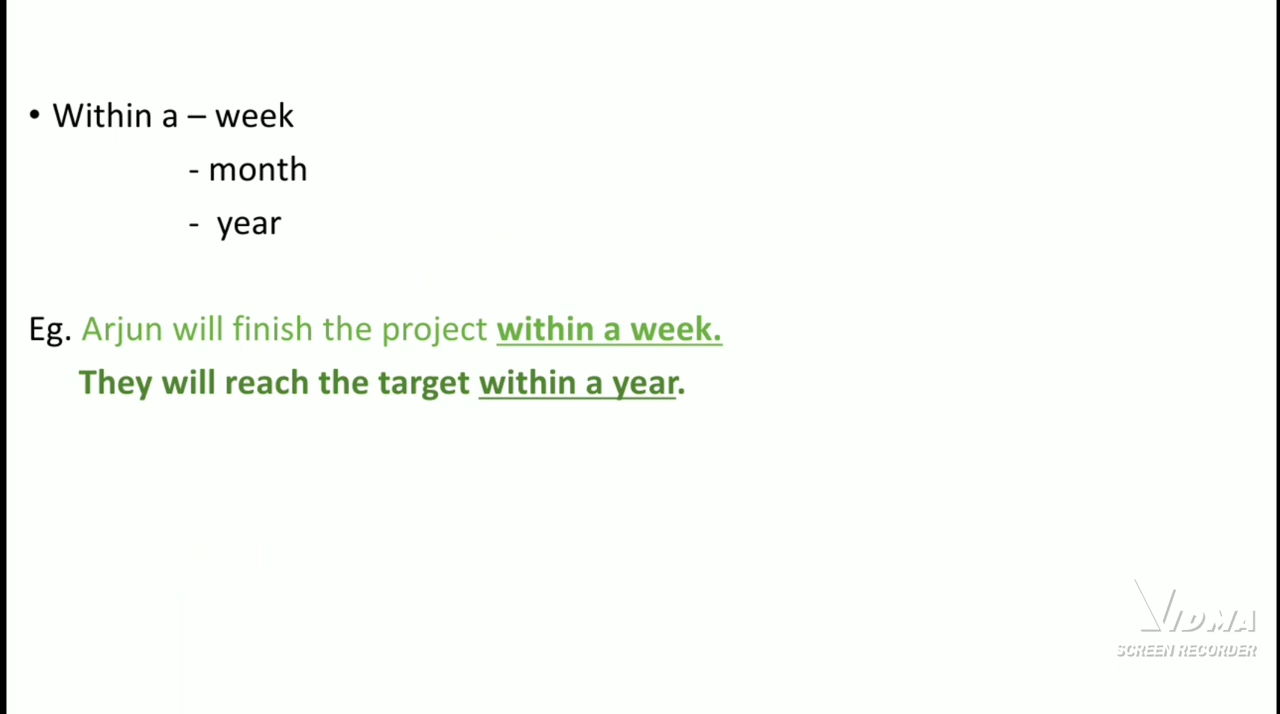 • Within a – week
- month
- year
Eg. Arjun will finish the project within a week.
They will reach the target within a year.
VIDMA
SCREEN RECORDER